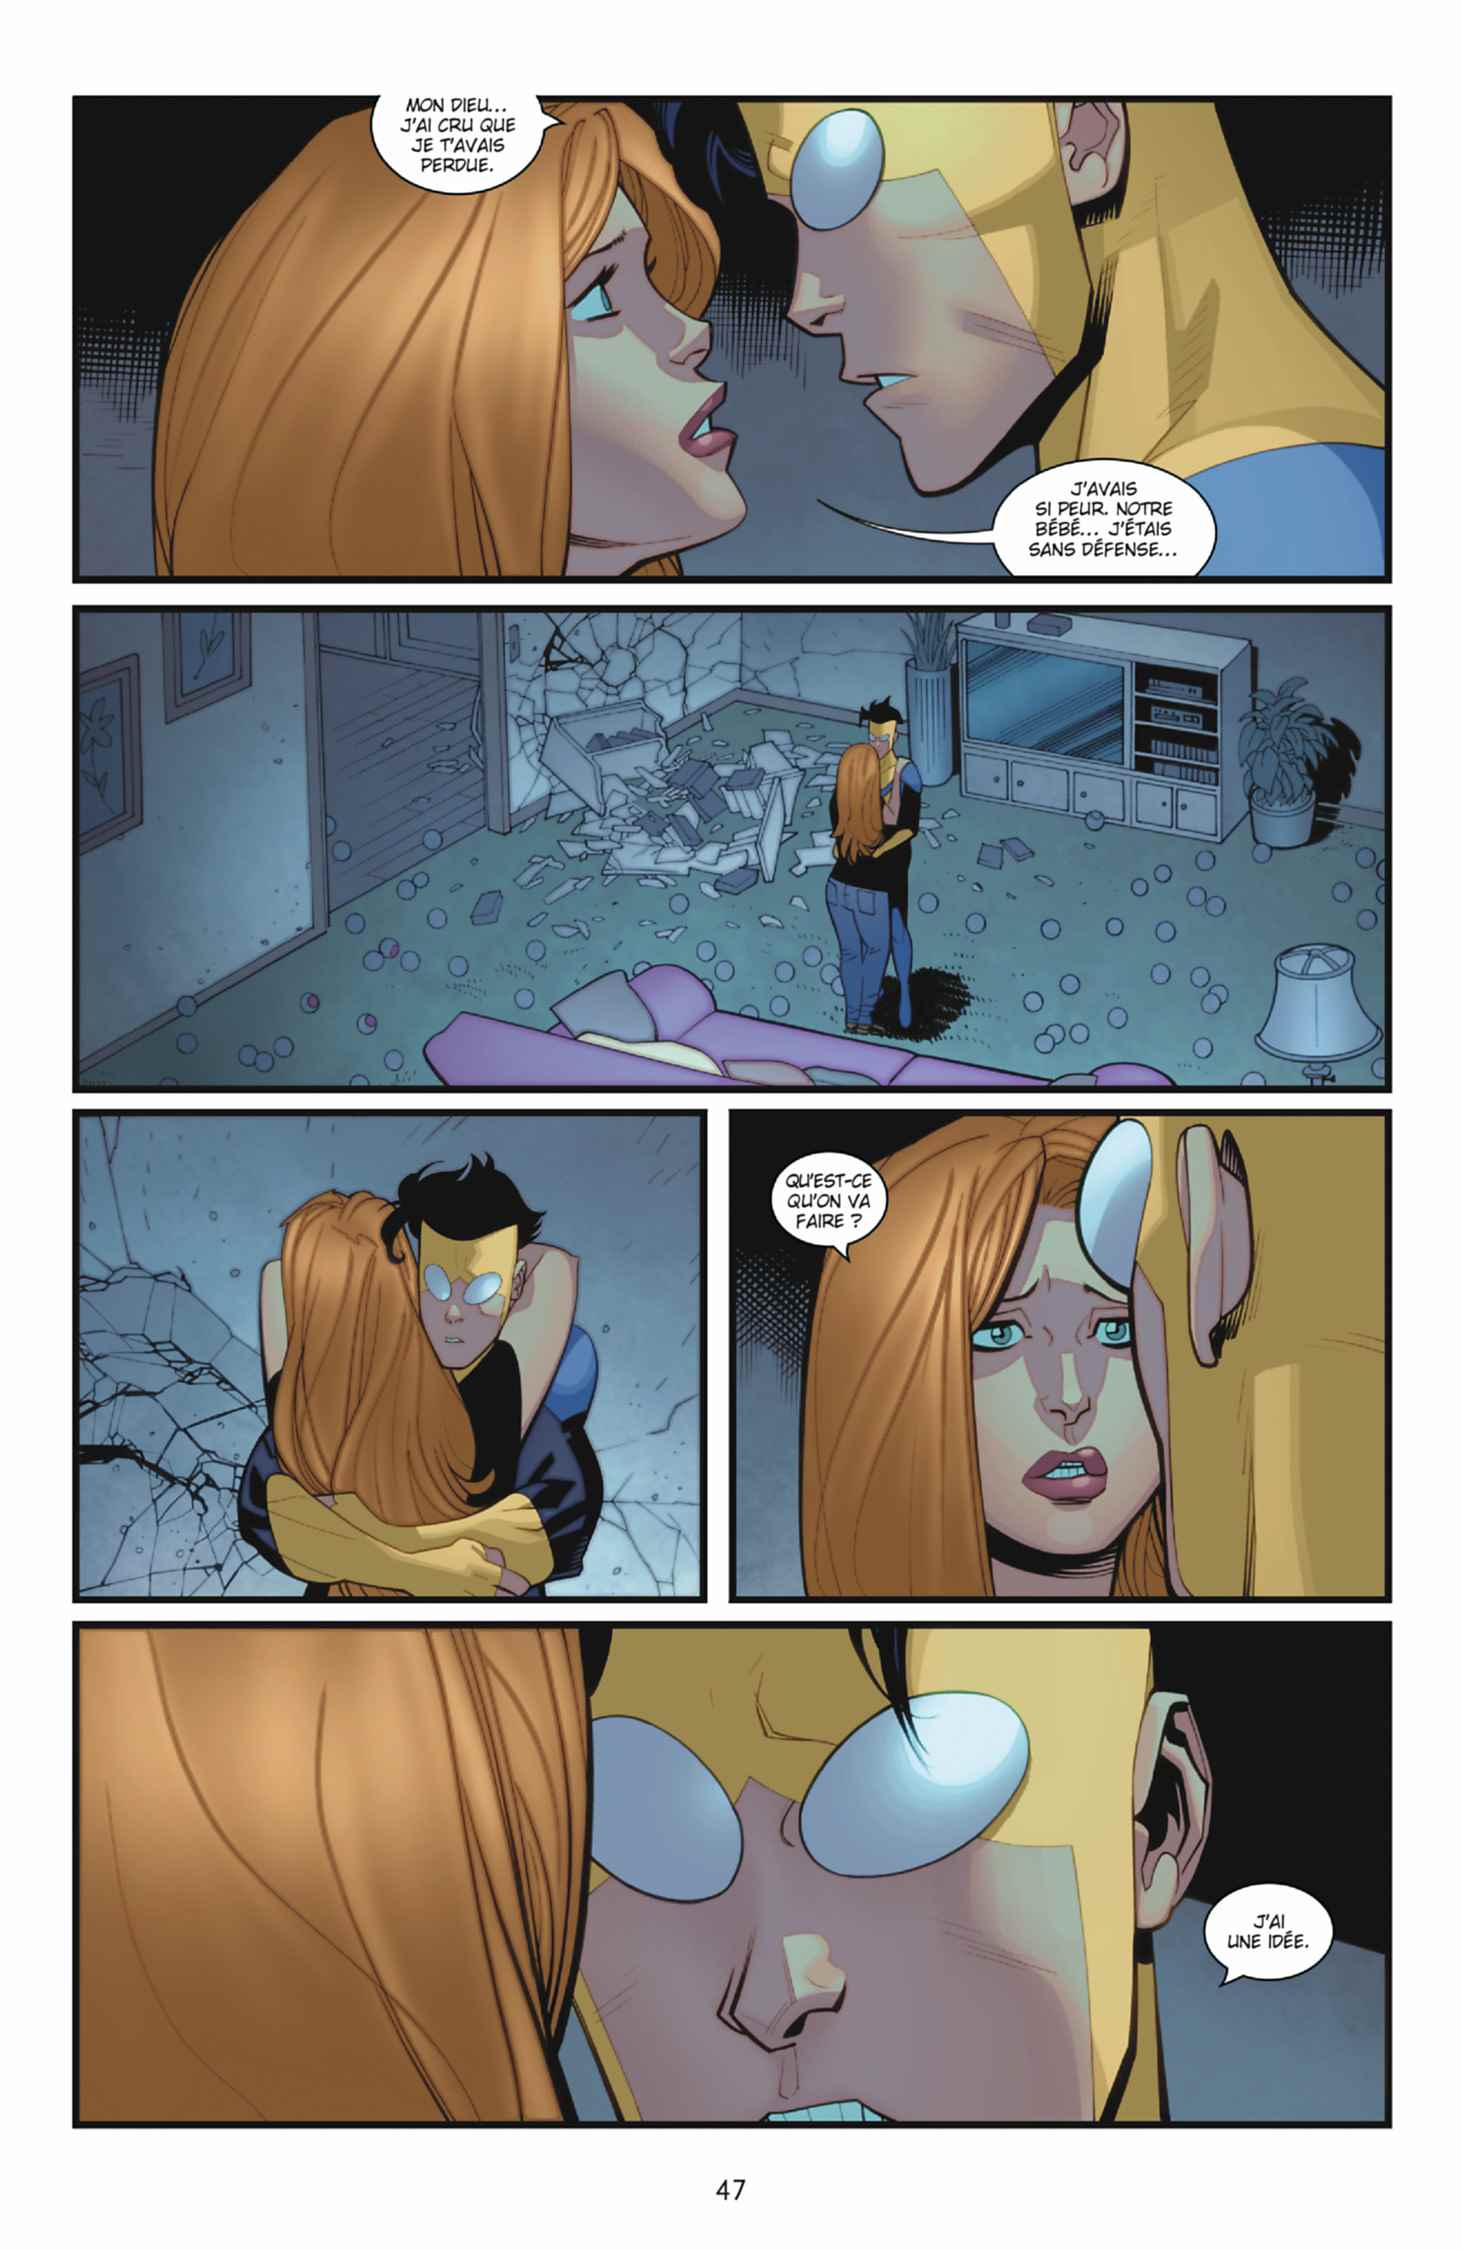 MON DIEU...
J'AI CRU QUE
JE T'AVAIS
PERDUE.
J'AVAIS
SI PEUR. NOTRE
BÉBÉ... J'ÉTAIS
SANS DÉFENSE...
QU'EST-CE
QU'ON VA
FAIRE ?
J'AI
UNE IDÉE.
47